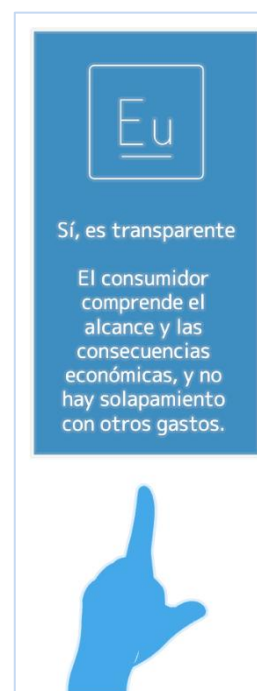 Eu
Sí, es transparente
El consumidor
comprende el
alcance y las
consecuencias
económicas, y no
hay solapamiento
con otros gastos.